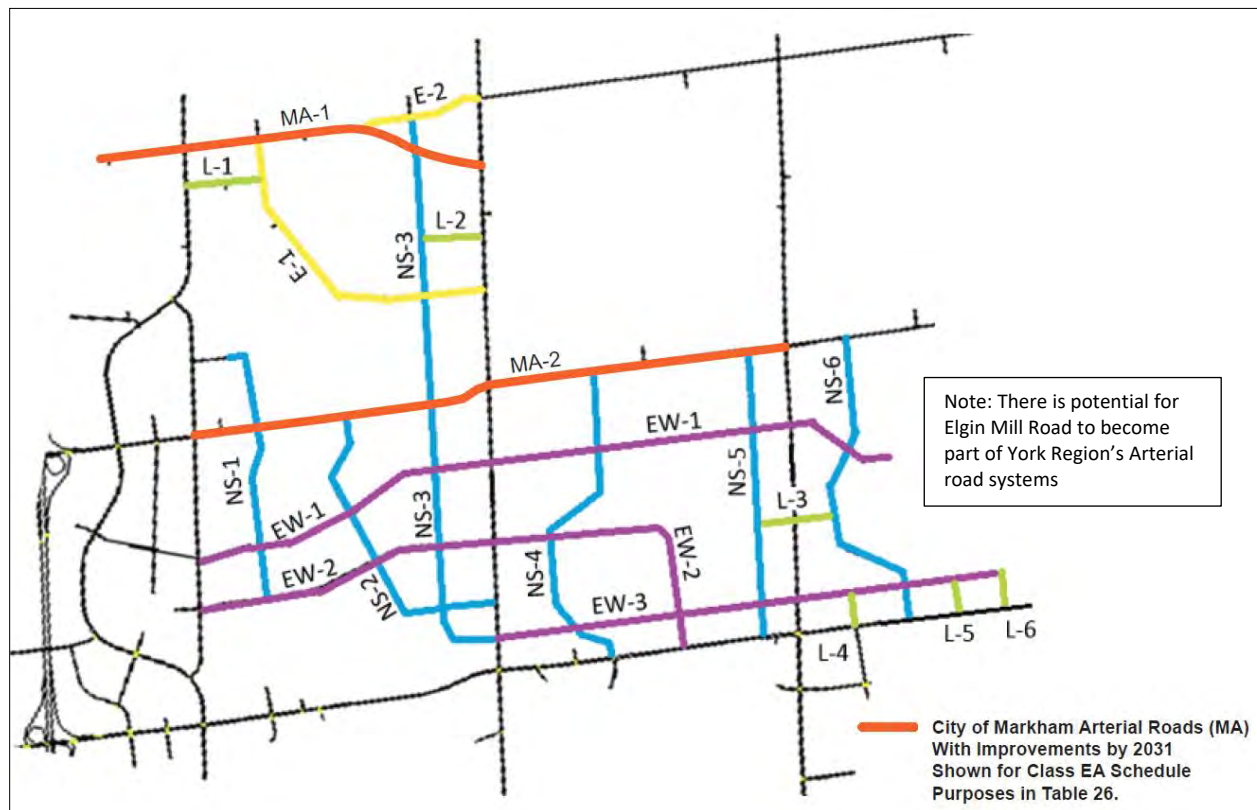 E-2
MA-1
L-1
L-2
NS-3
E-1
MA-2
NS-6
Note: There is potential for
Elgin Mill Road to become
part of York Region's Arterial
road systems
EW-1
NS-1
NS-5
NS-3
L-3
EW-1
NS-4
EW-2
EW-2
NS-2
EW-3
L-4
L-5
L-6
City of Markham Arterial Roads (MA)
With Improvements by 2031
Shown for Class EA Schedule
Purposes in Table 26.